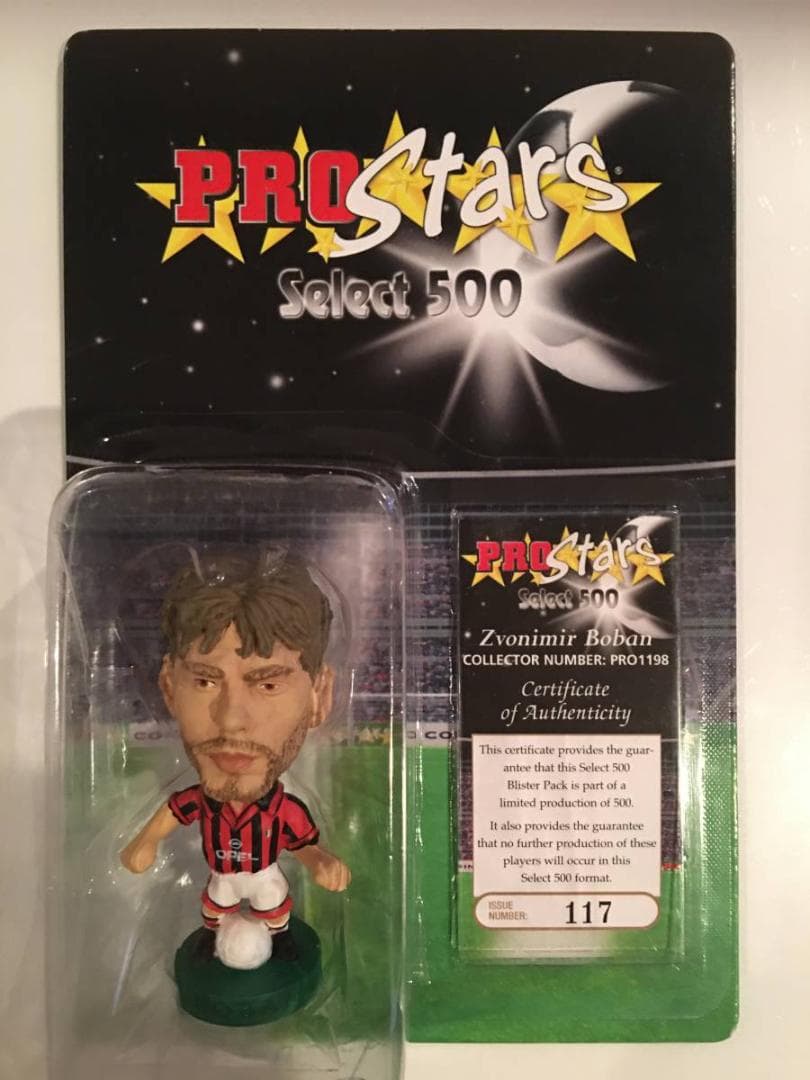 PROStars
Select 500
PROStars
Select 500
Zvonimir Boban
COLLECTOR NUMBER: PRO1198
Certificate
of Authenticity
This certificate provides the guar-
antee that this Select 500
Blister Pack is part of a
limited production of 500.
It also provides the guarantee
that no further production of these
players will occur in this
Select 500 format.
ISSUE
NUMBER: 117
OPEL